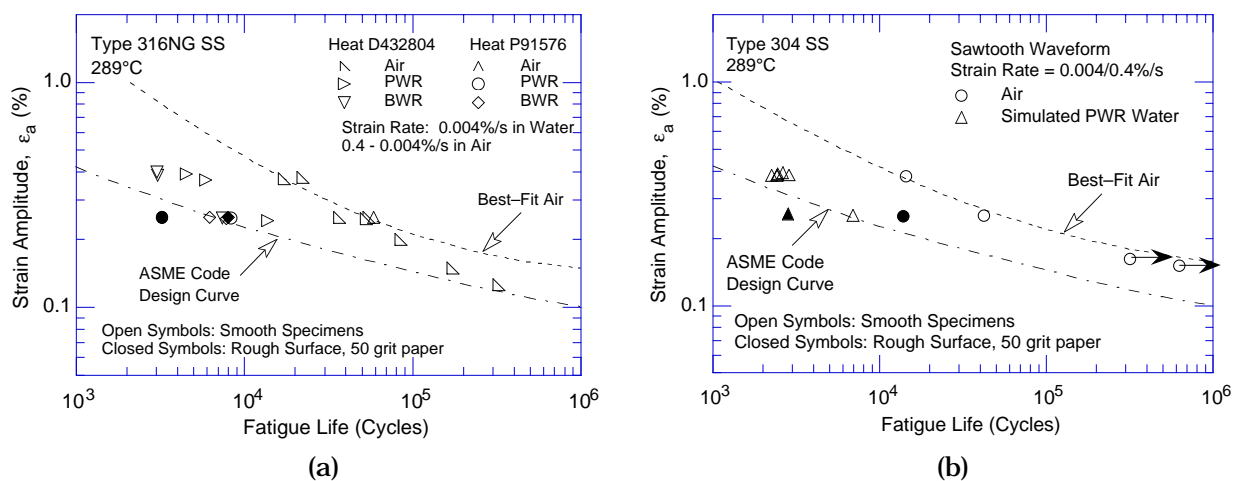 Type 316NG SS
289°C
Heat D432804
Air
PWR
BWR
Heat P91576
Air
PWR
BWR
Strain Rate: 0.004%/s in Water
0.4 - 0.004%/s in Air
Best–Fit Air
ASME Code
Design Curve
Open Symbols: Smooth Specimens
Closed Symbols: Rough Surface, 50 grit paper
Strain Amplitude, εa (%)
1.0
0.1
10³ 10⁴ 10⁵ 10⁶
Fatigue Life (Cycles)
(a)
Type 304 SS
289°C
Sawtooth Waveform
Strain Rate = 0.004/0.4%/s
Air
Simulated PWR Water
Best–Fit Air
ASME Code
Design Curve
Open Symbols: Smooth Specimens
Closed Symbols: Rough Surface, 50 grit paper
Strain Amplitude, εa (%)
1.0
0.1
10³ 10⁴ 10⁵ 10⁶
Fatigue Life (Cycles)
(b)